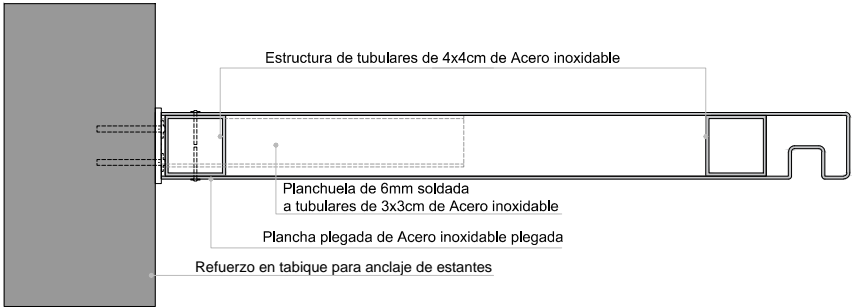 Estructura de tubulares de 4x4cm de Acero inoxidable
Planchuela de 6mm soldada
a tubulares de 3x3cm de Acero inoxidable
Plancha plegada de Acero inoxidable plegada
Refuerzo en tabique para anclaje de estantes